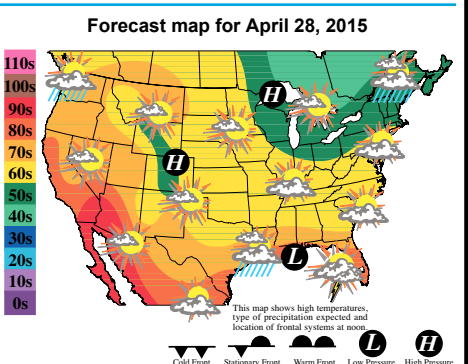 Forecast map for April 28, 2015
110s
100s
90s
80s
70s
60s
50s
40s
30s
20s
10s
0s
H
H
L
This map shows high temperatures,
type of precipitation expected and
location of frontal systems at noon.
L
H
Cold Front
Stationary Front
Warm Front
Low Pressure
High Pressure